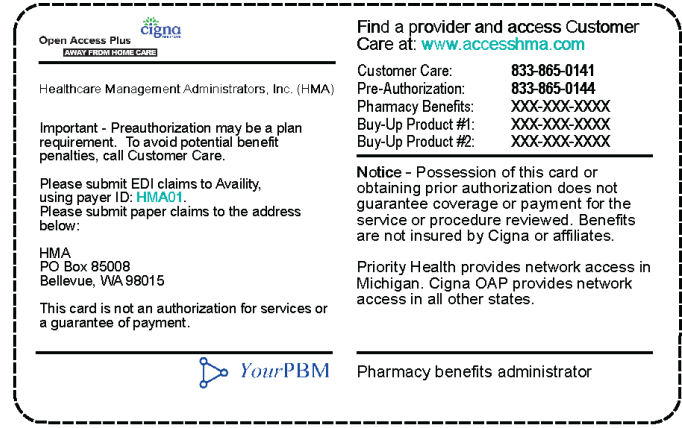 cigna
Open Access Plus
AWAY FROM HOME CARE
Healthcare Management Administrators, Inc. (HMA)
Important - Preauthorization may be a plan
requirement. To avoid potential benefit
penalties, call Customer Care.
Please submit EDI claims to Availity,
using payer ID: HMA01.
Please submit paper claims to the address
below:
HMA
PO Box 85008
Bellevue, WA 98015
This card is not an authorization for services or
a guarantee of payment.
YourPBM
Find a provider and access Customer
Care at: www.accesshma.com
Customer Care: 833-865-0141
Pre-Authorization: 833-865-0144
Pharmacy Benefits: XXX-XXX-XXXX
Buy-Up Product #1: XXX-XXX-XXXX
Buy-Up Product #2: XXX-XXX-XXXX
Notice - Possession of this card or
obtaining prior authorization does not
guarantee coverage or payment for the
service or procedure reviewed. Benefits
are not insured by Cigna or affiliates.
Priority Health provides network access in
Michigan. Cigna OAP provides network
access in all other states.
Pharmacy benefits administrator